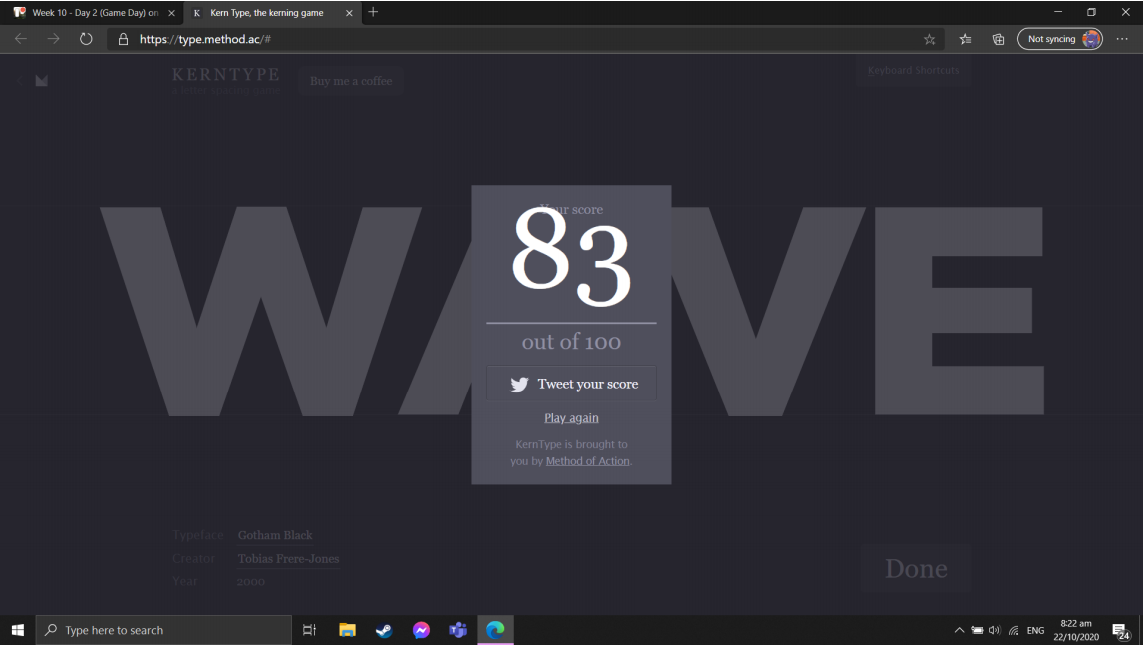 Week 10 - Day 2 (Game Day) on
K Kern Type, the kerning game
https://type.method.ac/#
Not syncing
KERNTYPE
a letter spacing game
Buy me a coffee
Keyboard Shortcuts
WAVE
Your score
83
out of 100
Tweet your score
Play again
KernType is brought to
you by Method of Action.
Typeface Gotham Black
Creator Tobias Frere-Jones
Year 2000
Done
Type here to search
ENG
8:22 am
22/10/2020
24